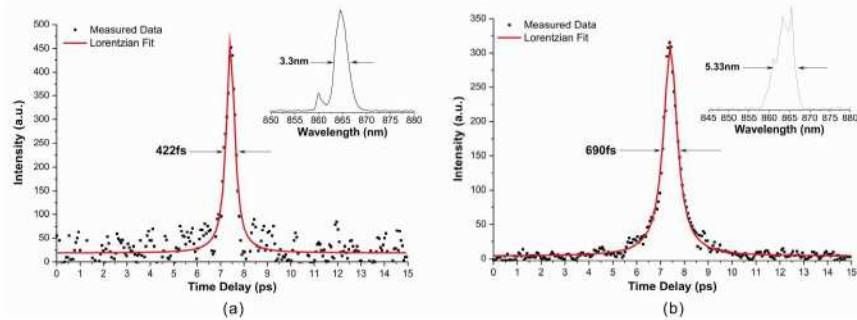 Measured Data
Lorentzian Fit
500
450
400
350
300
250
200
150
100
50
0
Intensity (a.u.)
3.3nm
850 860 865 870 880
Wavelength (nm)
422fs
0 1 2 3 4 5 6 7 8 9 10 11 12 13 14 15
Time Delay (ps)
(a)
Measured Data
Lorentzian Fit
350
300
250
200
150
100
50
0
Intensity (a.u.)
5.33nm
845 850 860 865 870 880
Wavelength (nm)
690fs
0 1 2 3 4 5 6 7 8 9 10 11 12 13 14 15
Time Delay (ps)
(b)